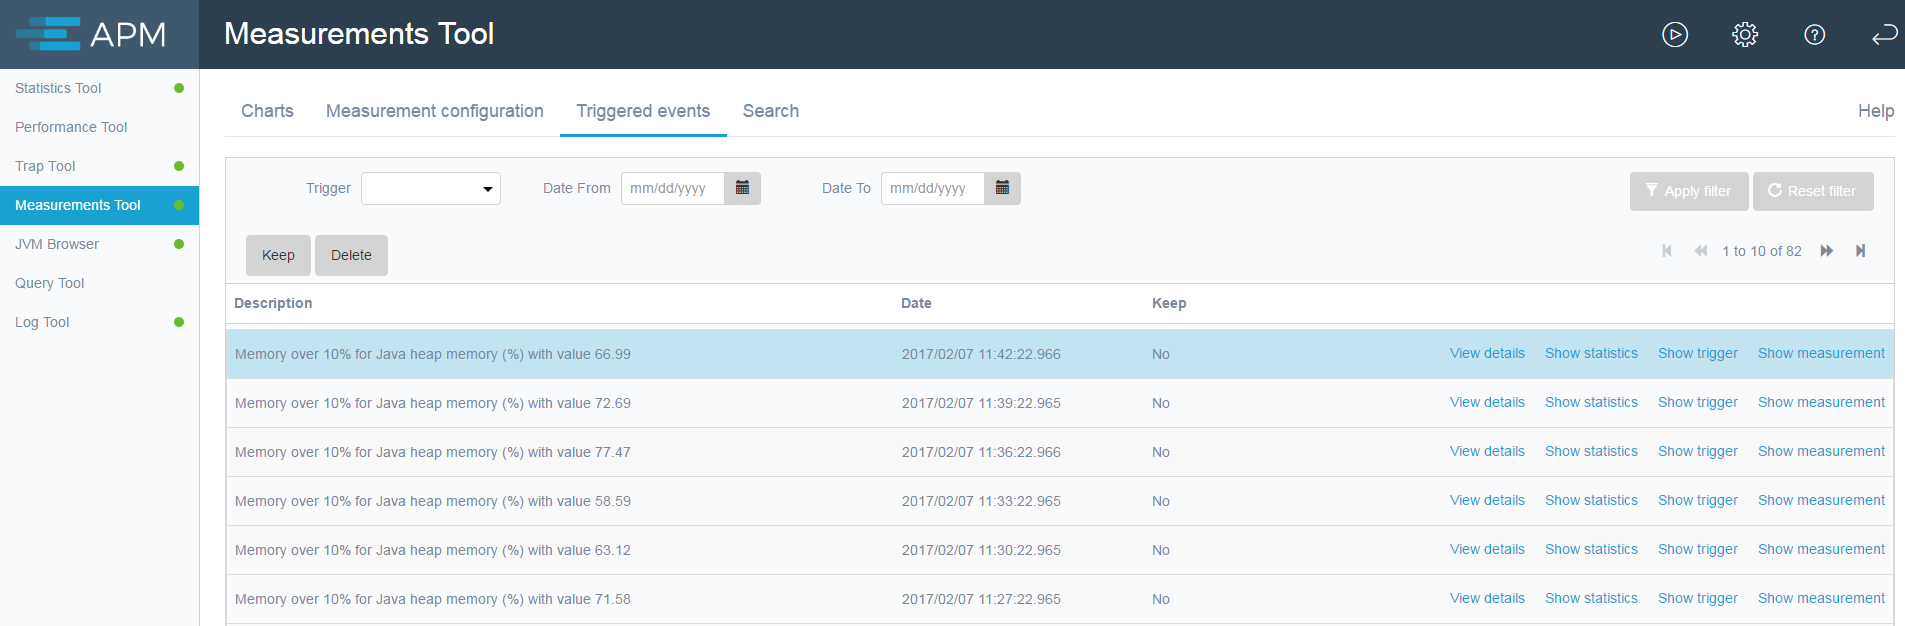 APM
Measurements Tool
?
Statistics Tool
Performance Tool
Trap Tool
Measurements Tool
JVM Browser
Query Tool
Log Tool
Charts Measurement configuration Triggered events Search Help
Trigger Date From mm/dd/yyyy Date To mm/dd/yyyy Apply filter Reset filter
Keep Delete 1 to 10 of 82
Description Date Keep
Memory over 10% for Java heap memory (%) with value 66.99 2017/02/07 11:42:22.966 No View details Show statistics Show trigger Show measurement
Memory over 10% for Java heap memory (%) with value 72.69 2017/02/07 11:39:22.965 No View details Show statistics Show trigger Show measurement
Memory over 10% for Java heap memory (%) with value 77.47 2017/02/07 11:36:22.966 No View details Show statistics Show trigger Show measurement
Memory over 10% for Java heap memory (%) with value 58.59 2017/02/07 11:33:22.965 No View details Show statistics Show trigger Show measurement
Memory over 10% for Java heap memory (%) with value 63.12 2017/02/07 11:30:22.965 No View details Show statistics Show trigger Show measurement
Memory over 10% for Java heap memory (%) with value 71.58 2017/02/07 11:27:22.965 No View details Show statistics Show trigger Show measurement